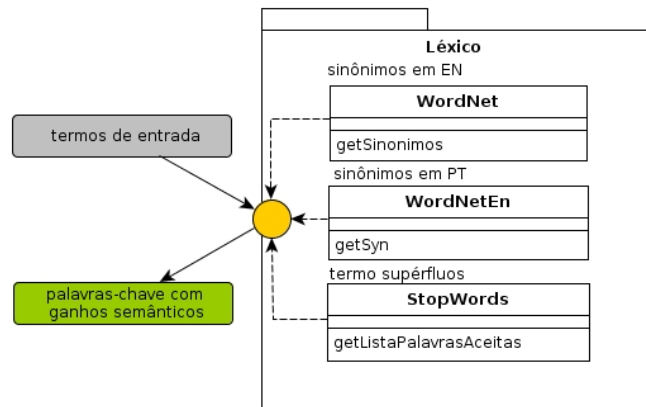 Léxico
sinônimos em EN
WordNet
getSinonimos
termos de entrada
sinônimos em PT
WordNetEn
getSyn
termo supérfluos
StopWords
getListaPalavrasAceitas
palavras-chave com
ganhos semânticos